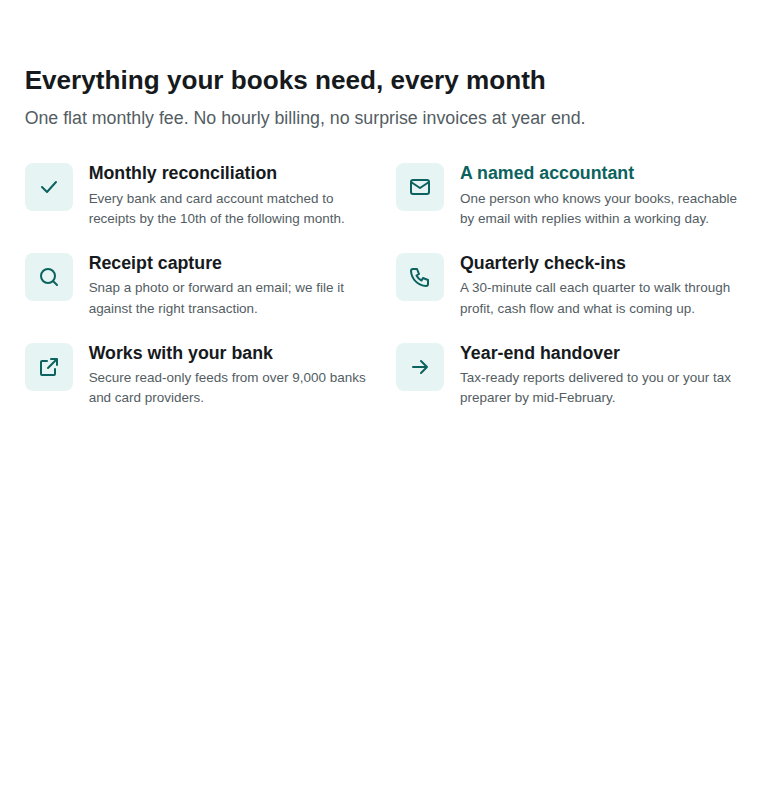 Everything your books need, every month
One flat monthly fee. No hourly billing, no surprise invoices at year end.
Monthly reconciliation
Every bank and card account matched to
receipts by the 10th of the following month.
A named accountant
One person who knows your books, reachable
by email with replies within a working day.
Receipt capture
Snap a photo or forward an email; we file it
against the right transaction.
Quarterly check-ins
A 30-minute call each quarter to walk through
profit, cash flow and what is coming up.
Works with your bank
Secure read-only feeds from over 9,000 banks
and card providers.
Year-end handover
Tax-ready reports delivered to you or your tax
preparer by mid-February.